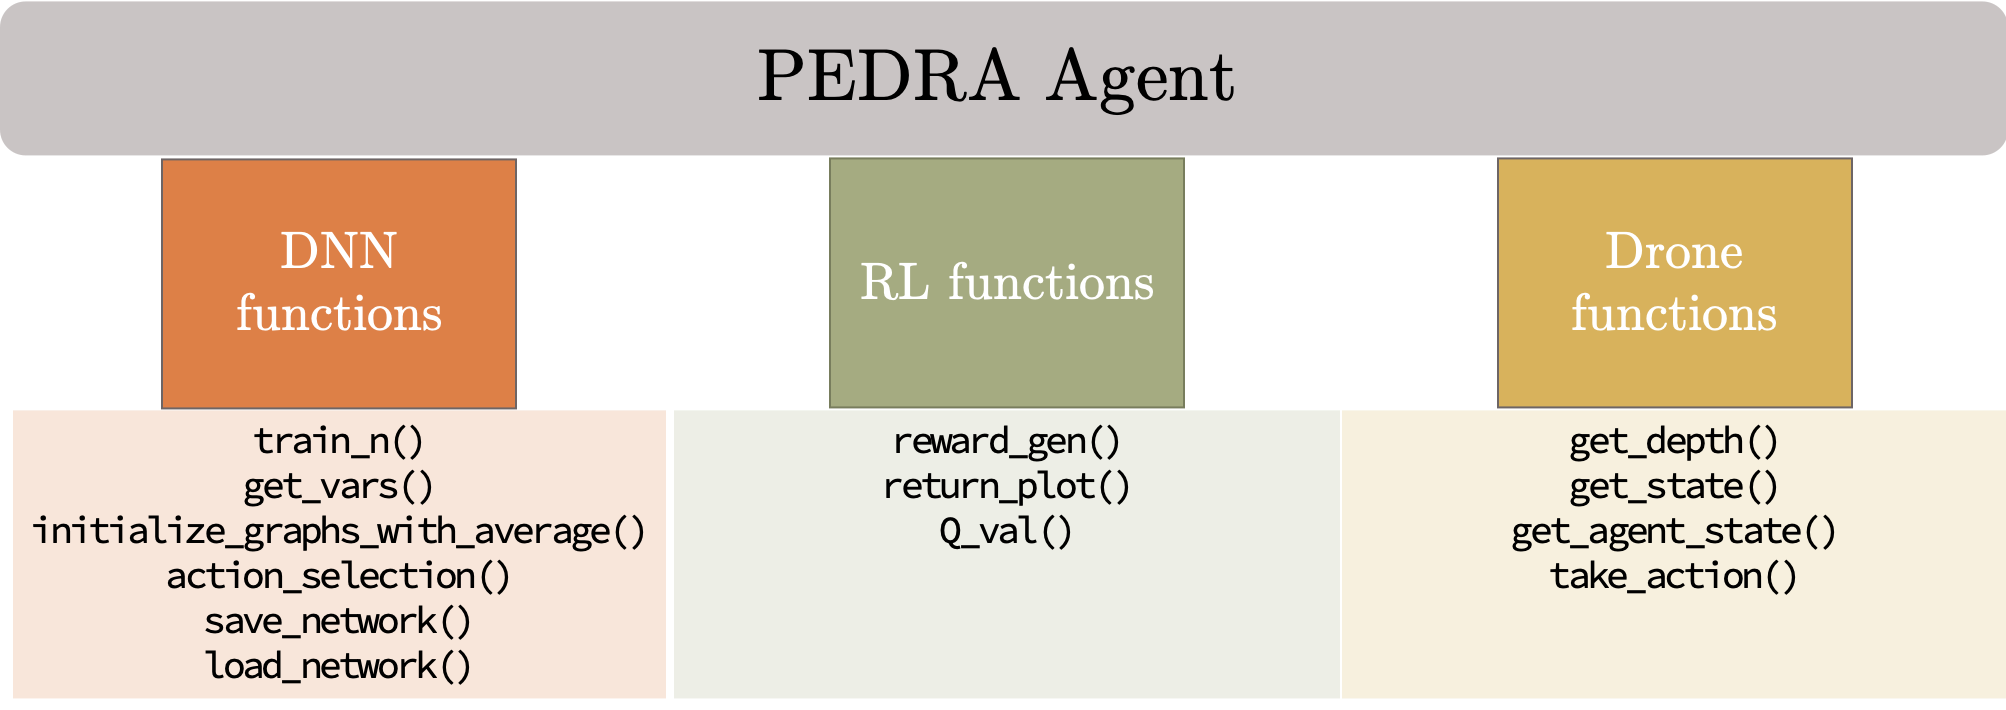 PEDRA Agent
DNN
functions
train_n()
get_vars()
initialize_graphs_with_average()
action_selection()
save_network()
load_network()
RL functions
reward_gen()
return_plot()
Q_val()
Drone
functions
get_depth()
get_state()
get_agent_state()
take_action()